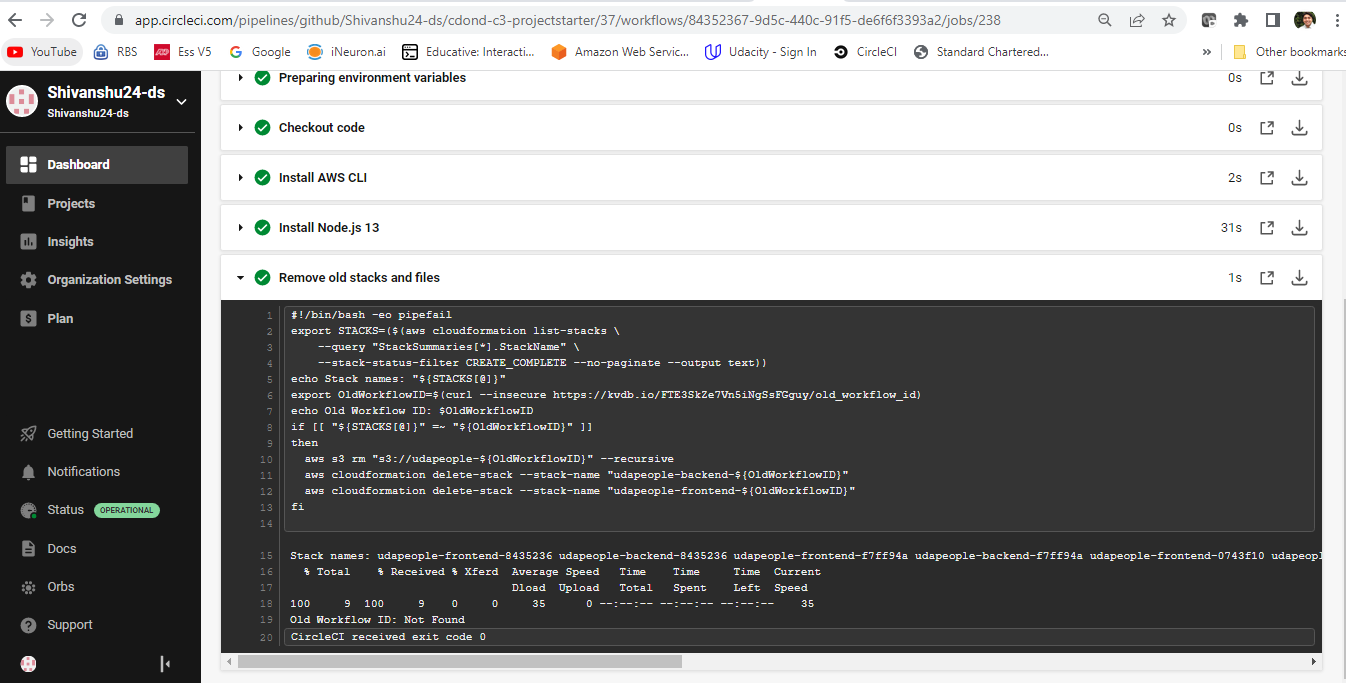 app.circleci.com/pipelines/github/Shivanshu24-ds/cdond-c3-projectstarter/37/workflows/84352367-9d5c-440c-91f5-de6f6f3393a2/jobs/238
YouTube RBS Ess V5 Google iNeuron.ai Educative: Interacti... Amazon Web Servic... Udacity - Sign In CircleCI Standard Chartered... » Other bookmarks
Shivanshu24-ds
Shivanshu24-ds
Dashboard
Projects
Insights
Organization Settings
Plan
Getting Started
Notifications
Status OPERATIONAL
Docs
Orbs
Support
Preparing environment variables 0s
Checkout code 0s
Install AWS CLI 2s
Install Node.js 13 31s
Remove old stacks and files 1s
1 #!/bin/bash -eo pipefail
2 export STACKS=($(aws cloudformation list-stacks \
3 --query "StackSummaries[*].StackName" \
4 --stack-status-filter CREATE_COMPLETE --no-paginate --output text))
5 echo Stack names: "${STACKS[@]}"
6 export OldWorkflowID=$(curl --insecure https://kvdb.io/FTE3SkZe7Vn5iNgSsFGguy/old_workflow_id)
7 echo Old Workflow ID: $OldWorkflowID
8 if [[ "${STACKS[@]}" =~ "${OldWorkflowID}" ]]
9 then
10 aws s3 rm "s3://udapeople-${OldWorkflowID}" --recursive
11 aws cloudformation delete-stack --stack-name "udapeople-backend-${OldWorkflowID}"
12 aws cloudformation delete-stack --stack-name "udapeople-frontend-${OldWorkflowID}"
13 fi
14
15 Stack names: udapeople-frontend-8435236 udapeople-backend-8435236 udapeople-frontend-f7ff94a udapeople-backend-f7ff94a udapeople-frontend-0743f10 udapeopl
16 % Total % Received % Xferd Average Speed Time Time Time Current
17 Dload Upload Total Spent Left Speed
18 100 9 100 9 0 0 35 0 --:--:-- --:--:-- --:--:-- 35
19 Old Workflow ID: Not Found
20 CircleCI received exit code 0